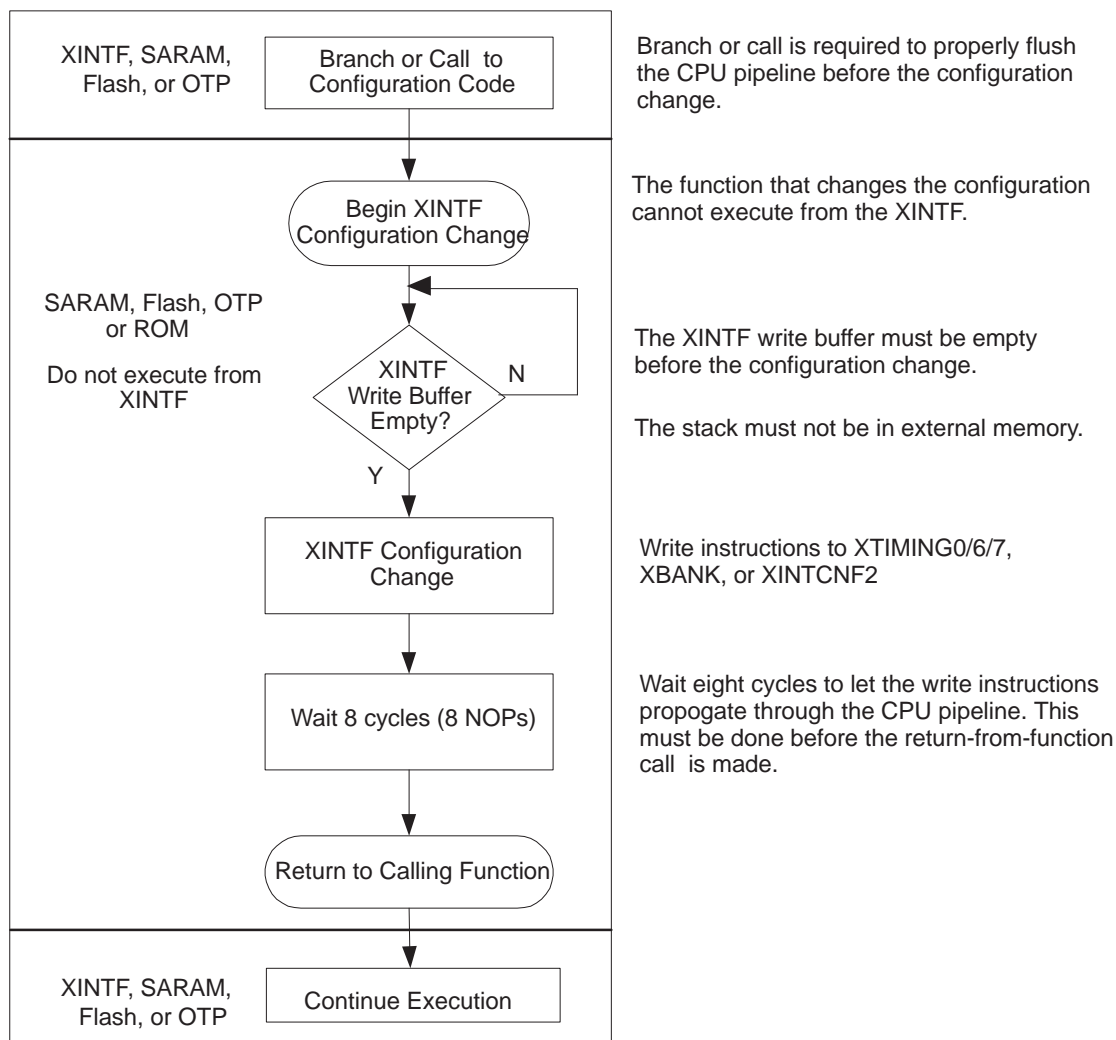 XINTF, SARAM,
Flash, or OTP
Branch or Call to
Configuration Code
Branch or call is required to properly flush
the CPU pipeline before the configuration
change.
Begin XINTF
Configuration Change
The function that changes the configuration
cannot execute from the XINTF.
SARAM, Flash, OTP
or ROM
Do not execute from
XINTF
XINTF
Write Buffer
Empty?
N
Y
The XINTF write buffer must be empty
before the configuration change.
The stack must not be in external memory.
XINTF Configuration
Change
Write instructions to XTIMING0/6/7,
XBANK, or XINTCNF2
Wait 8 cycles (8 NOPs)
Wait eight cycles to let the write instructions
propogate through the CPU pipeline. This
must be done before the return-from-function
call is made.
Return to Calling Function
XINTF, SARAM,
Flash, or OTP
Continue Execution